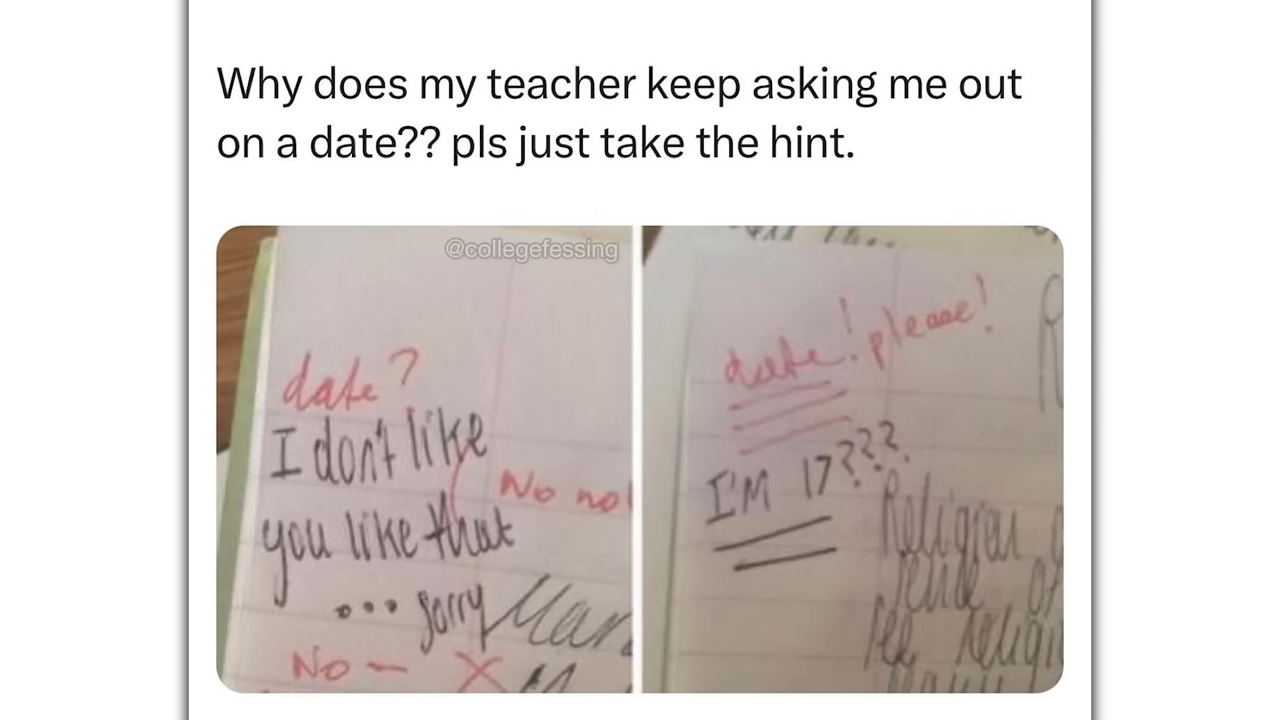 Why does my teacher keep asking me out
on a date?? pls just take the hint.
@collegefessing
date?
I don't like
No no
you like that
... sorry
No - X
date! please!
I'M 17???
Religion